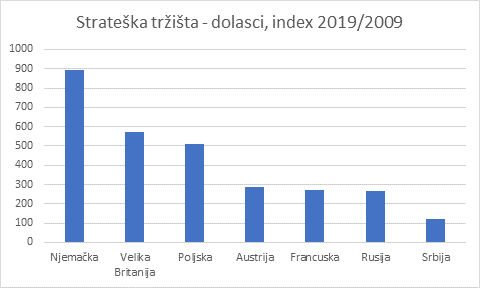 Strateška tržišta - dolasci, index 2019/2009
1000
900
800
700
600
500
400
300
200
100
0
Njemačka
Velika
Britanija
Poljska
Austrija
Francuska
Rusija
Srbija